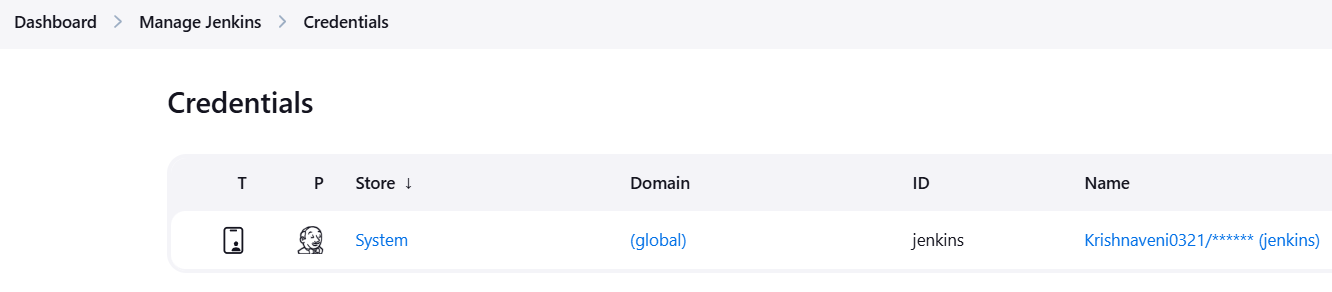 Dashboard > Manage Jenkins > Credentials
Credentials
T P Store ↓ Domain ID Name
System (global) jenkins Krishnaveni0321/****** (jenkins)